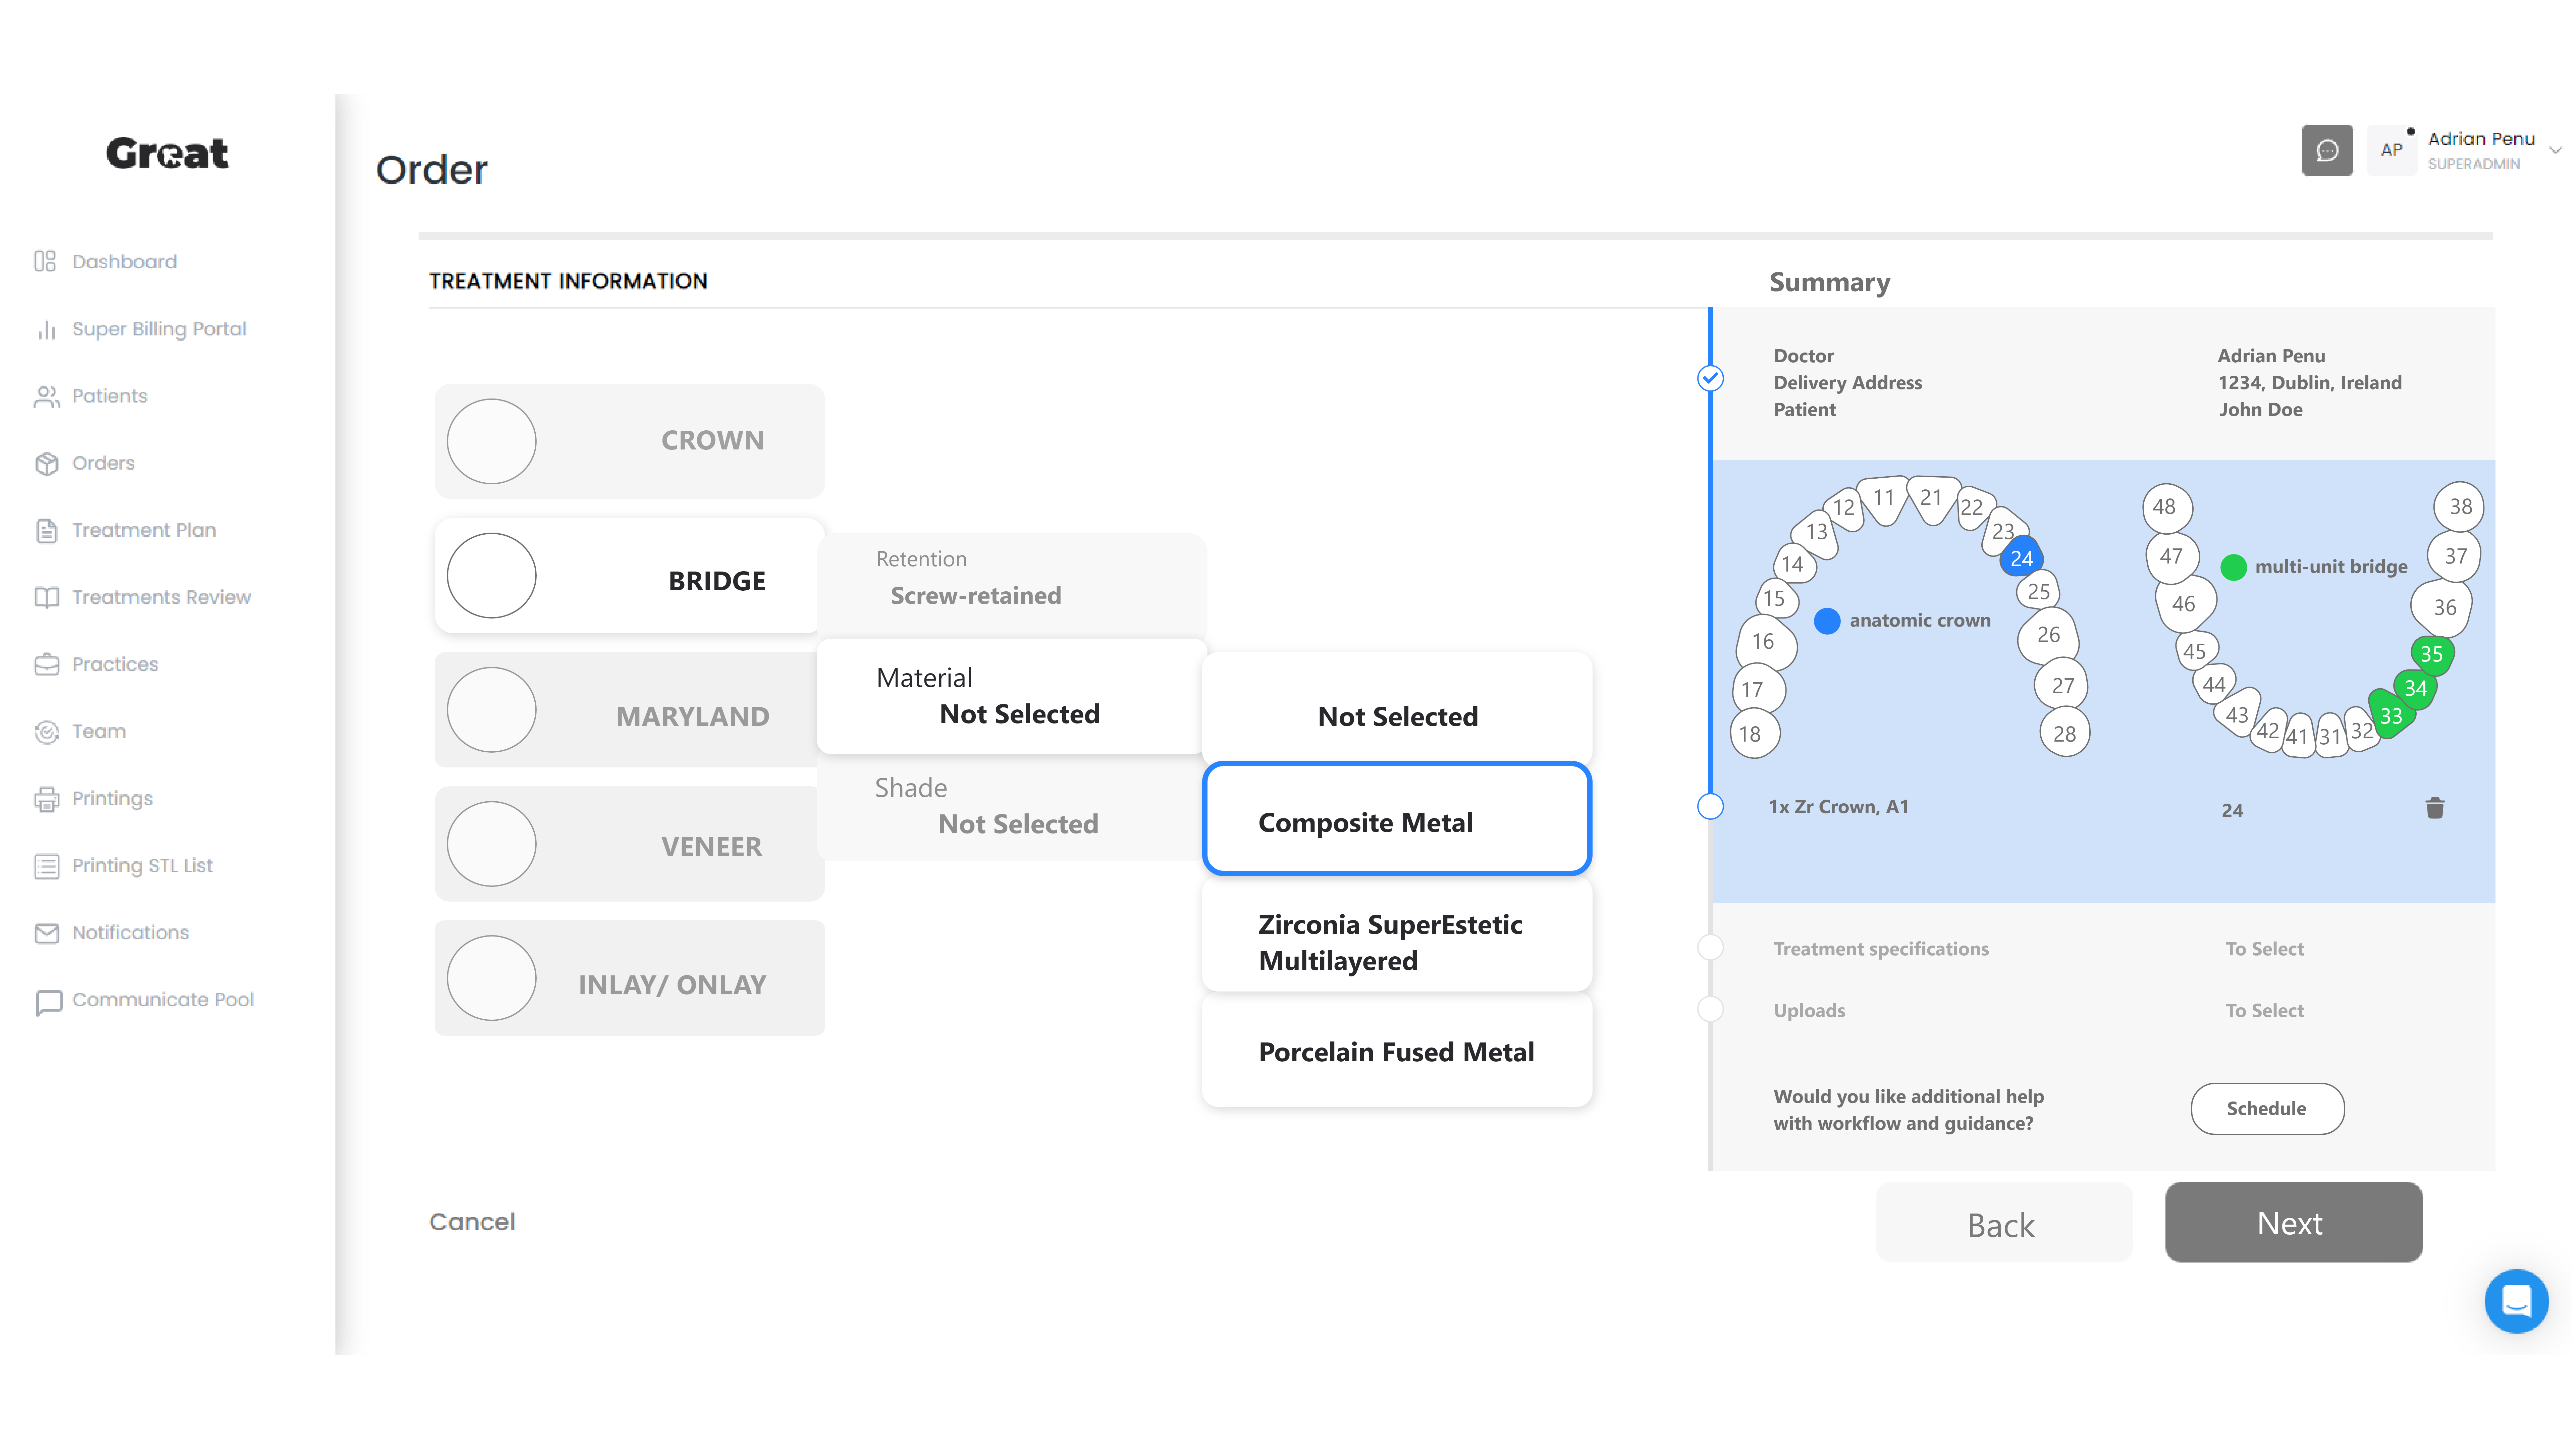 Great
Dashboard
Super Billing Portal
Patients
Orders
Treatment Plan
Treatments Review
Practices
Team
Printings
Printing STL List
Notifications
Communicate Pool
Order
AP
Adrian Penu
SUPERADMIN
TREATMENT INFORMATION
CROWN
BRIDGE
MARYLAND
VENEER
INLAY/ ONLAY
Retention
Screw-retained
Material
Not Selected
Shade
Not Selected
Not Selected
Composite Metal
Zirconia SuperEstetic
Multilayered
Porcelain Fused Metal
Cancel
Summary
Doctor Adrian Penu
Delivery Address 1234, Dublin, Ireland
Patient John Doe
18 17 16 15 14 13 12 11 21 22 23 24 25 26 27 28
anatomic crown
48 47 46 45 44 43 42 41 31 32 33 34 35 36 37 38
multi-unit bridge
1x Zr Crown, A1 24
Treatment specifications To Select
Uploads To Select
Would you like additional help
with workflow and guidance?
Schedule
Back
Next